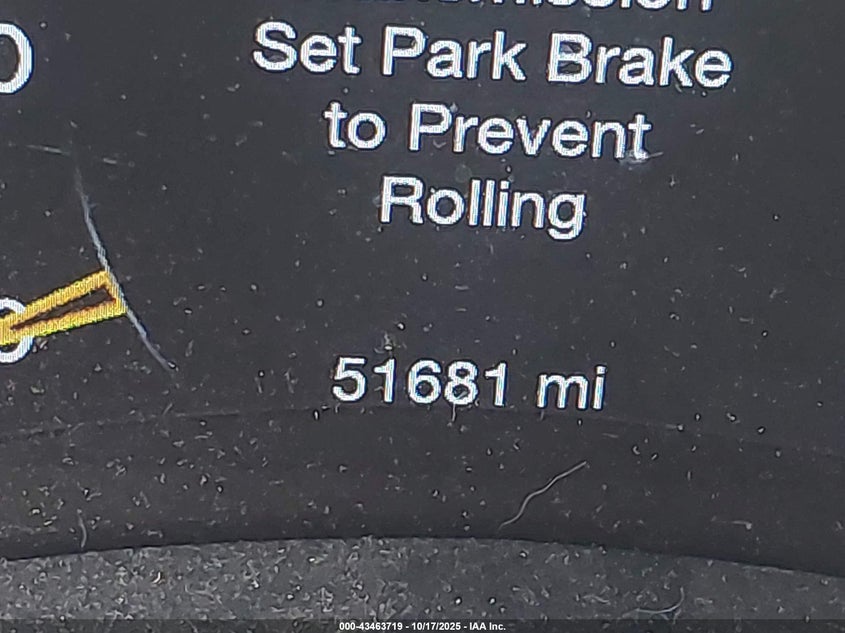 Set Park Brake
to Prevent
Rolling
51681 mi
000-43463719 - 10/17/2025 - IAA Inc.